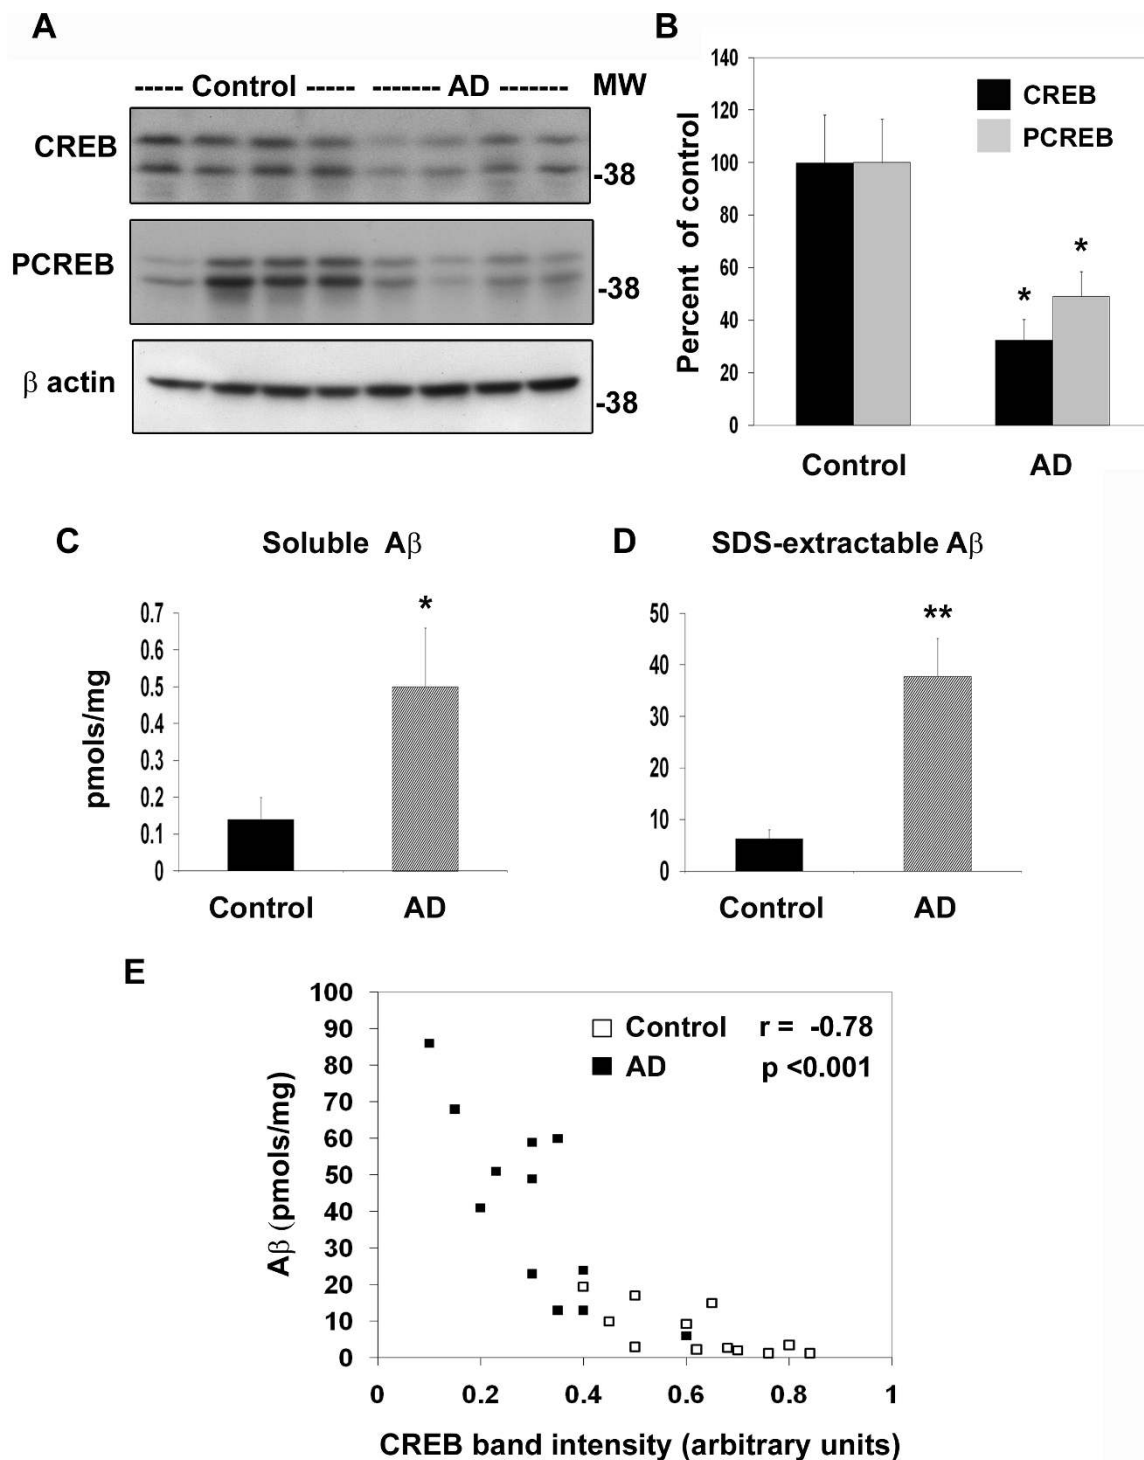 A
----- Control ----- ------- AD ------- MW
CREB
-38
PCREB
-38
β actin
-38
B
140
120
100
80
60
40
20
0
Percent of control
CREB
PCREB
*
*
Control AD
C
Soluble Aβ
0.7
0.6
0.5
0.4
0.3
0.2
0.1
0
pmols/mg
*
Control AD
D
SDS-extractable Aβ
50
40
30
20
10
0
**
Control AD
E
100
90
80
70
60
50
40
30
20
10
0
Aβ (pmols/mg)
Control r = -0.78
AD p <0.001
0 0.2 0.4 0.6 0.8 1
CREB band intensity (arbitrary units)